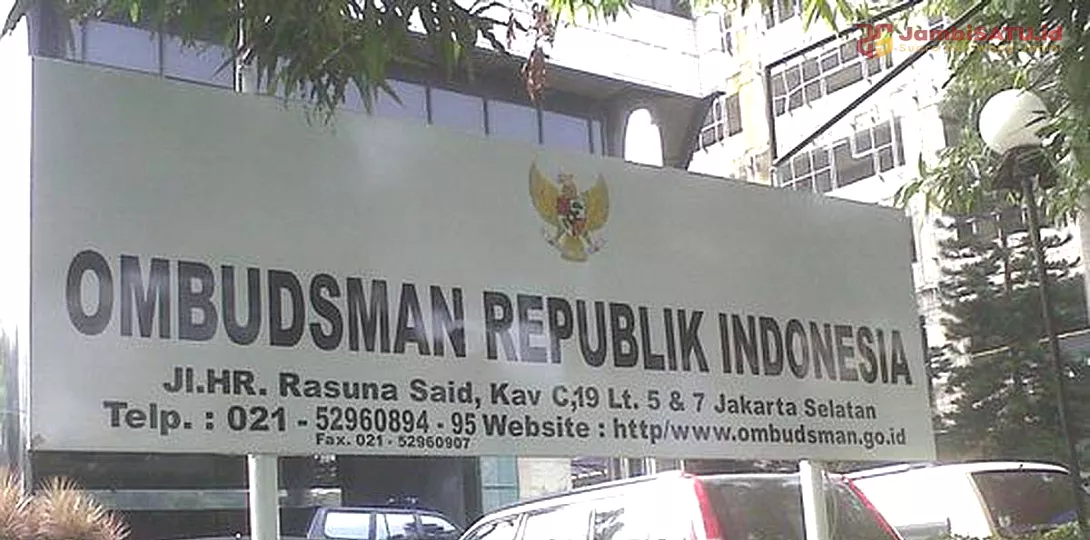 JambiSATU.id
OMBUDSMAN REPUBLIK INDONESIA
Jl.HR. Rasuna Said, Kav C,19 Lt. 5 & 7 Jakarta Selatan
Telp. : 021 - 52960894 - 95 Website : http/www.ombudsman.go.id
Fax. 021 - 52960907